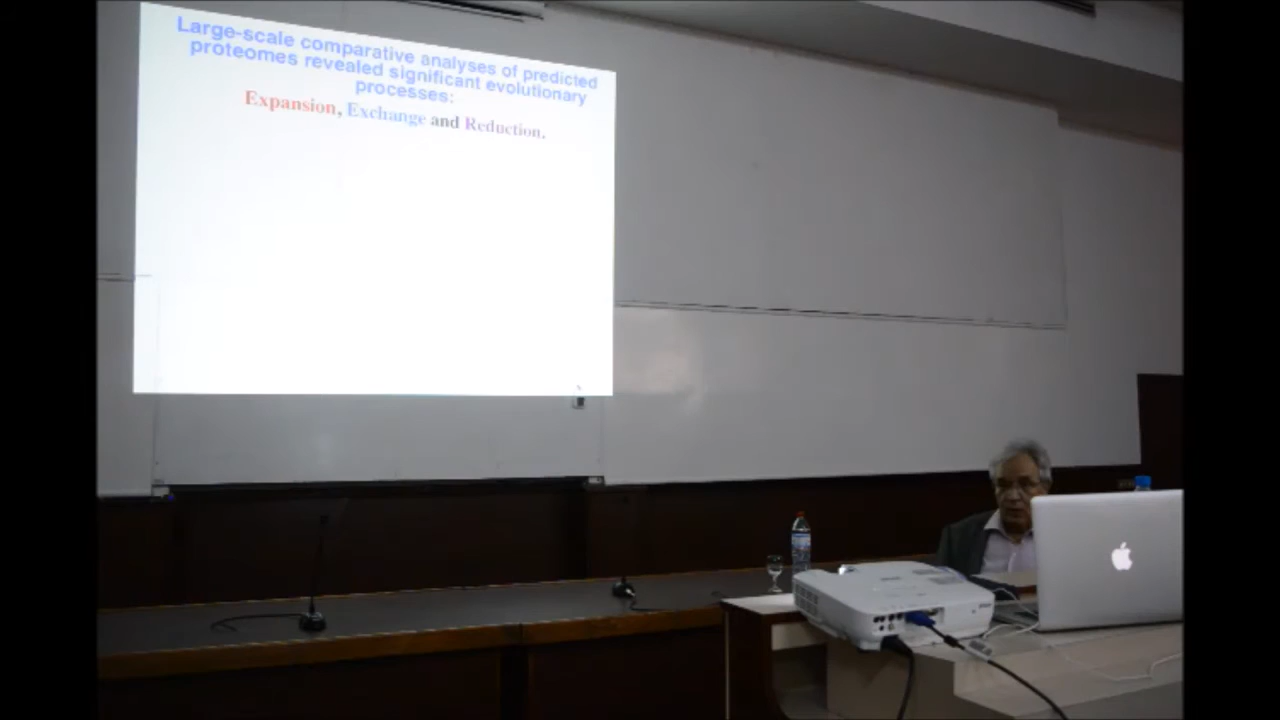 Large-scale comparative analyses of predicted
proteomes revealed significant evolutionary
processes:
Expansion, Exchange and Reduction.